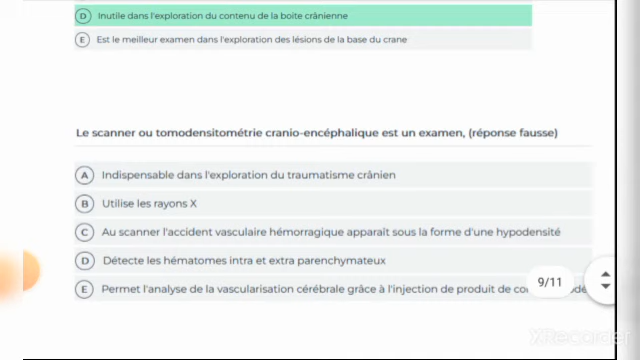 D Inutile dans l'exploration du contenu de la boite crânienne
E Est le meilleur examen dans l'exploration des lésions de la base du crane
Le scanner ou tomodensitométrie cranio-encéphalique est un examen, (réponse fausse)
A Indispensable dans l'exploration du traumatisme crânien
B Utilise les rayons X
C Au scanner l'accident vasculaire hémorragique apparaît sous la forme d'une hypodensité
D Détecte les hématomes intra et extra parenchymateux
E Permet l'analyse de la vascularisation cérébrale grâce à l'injection de produit de
9/11
XRecorder